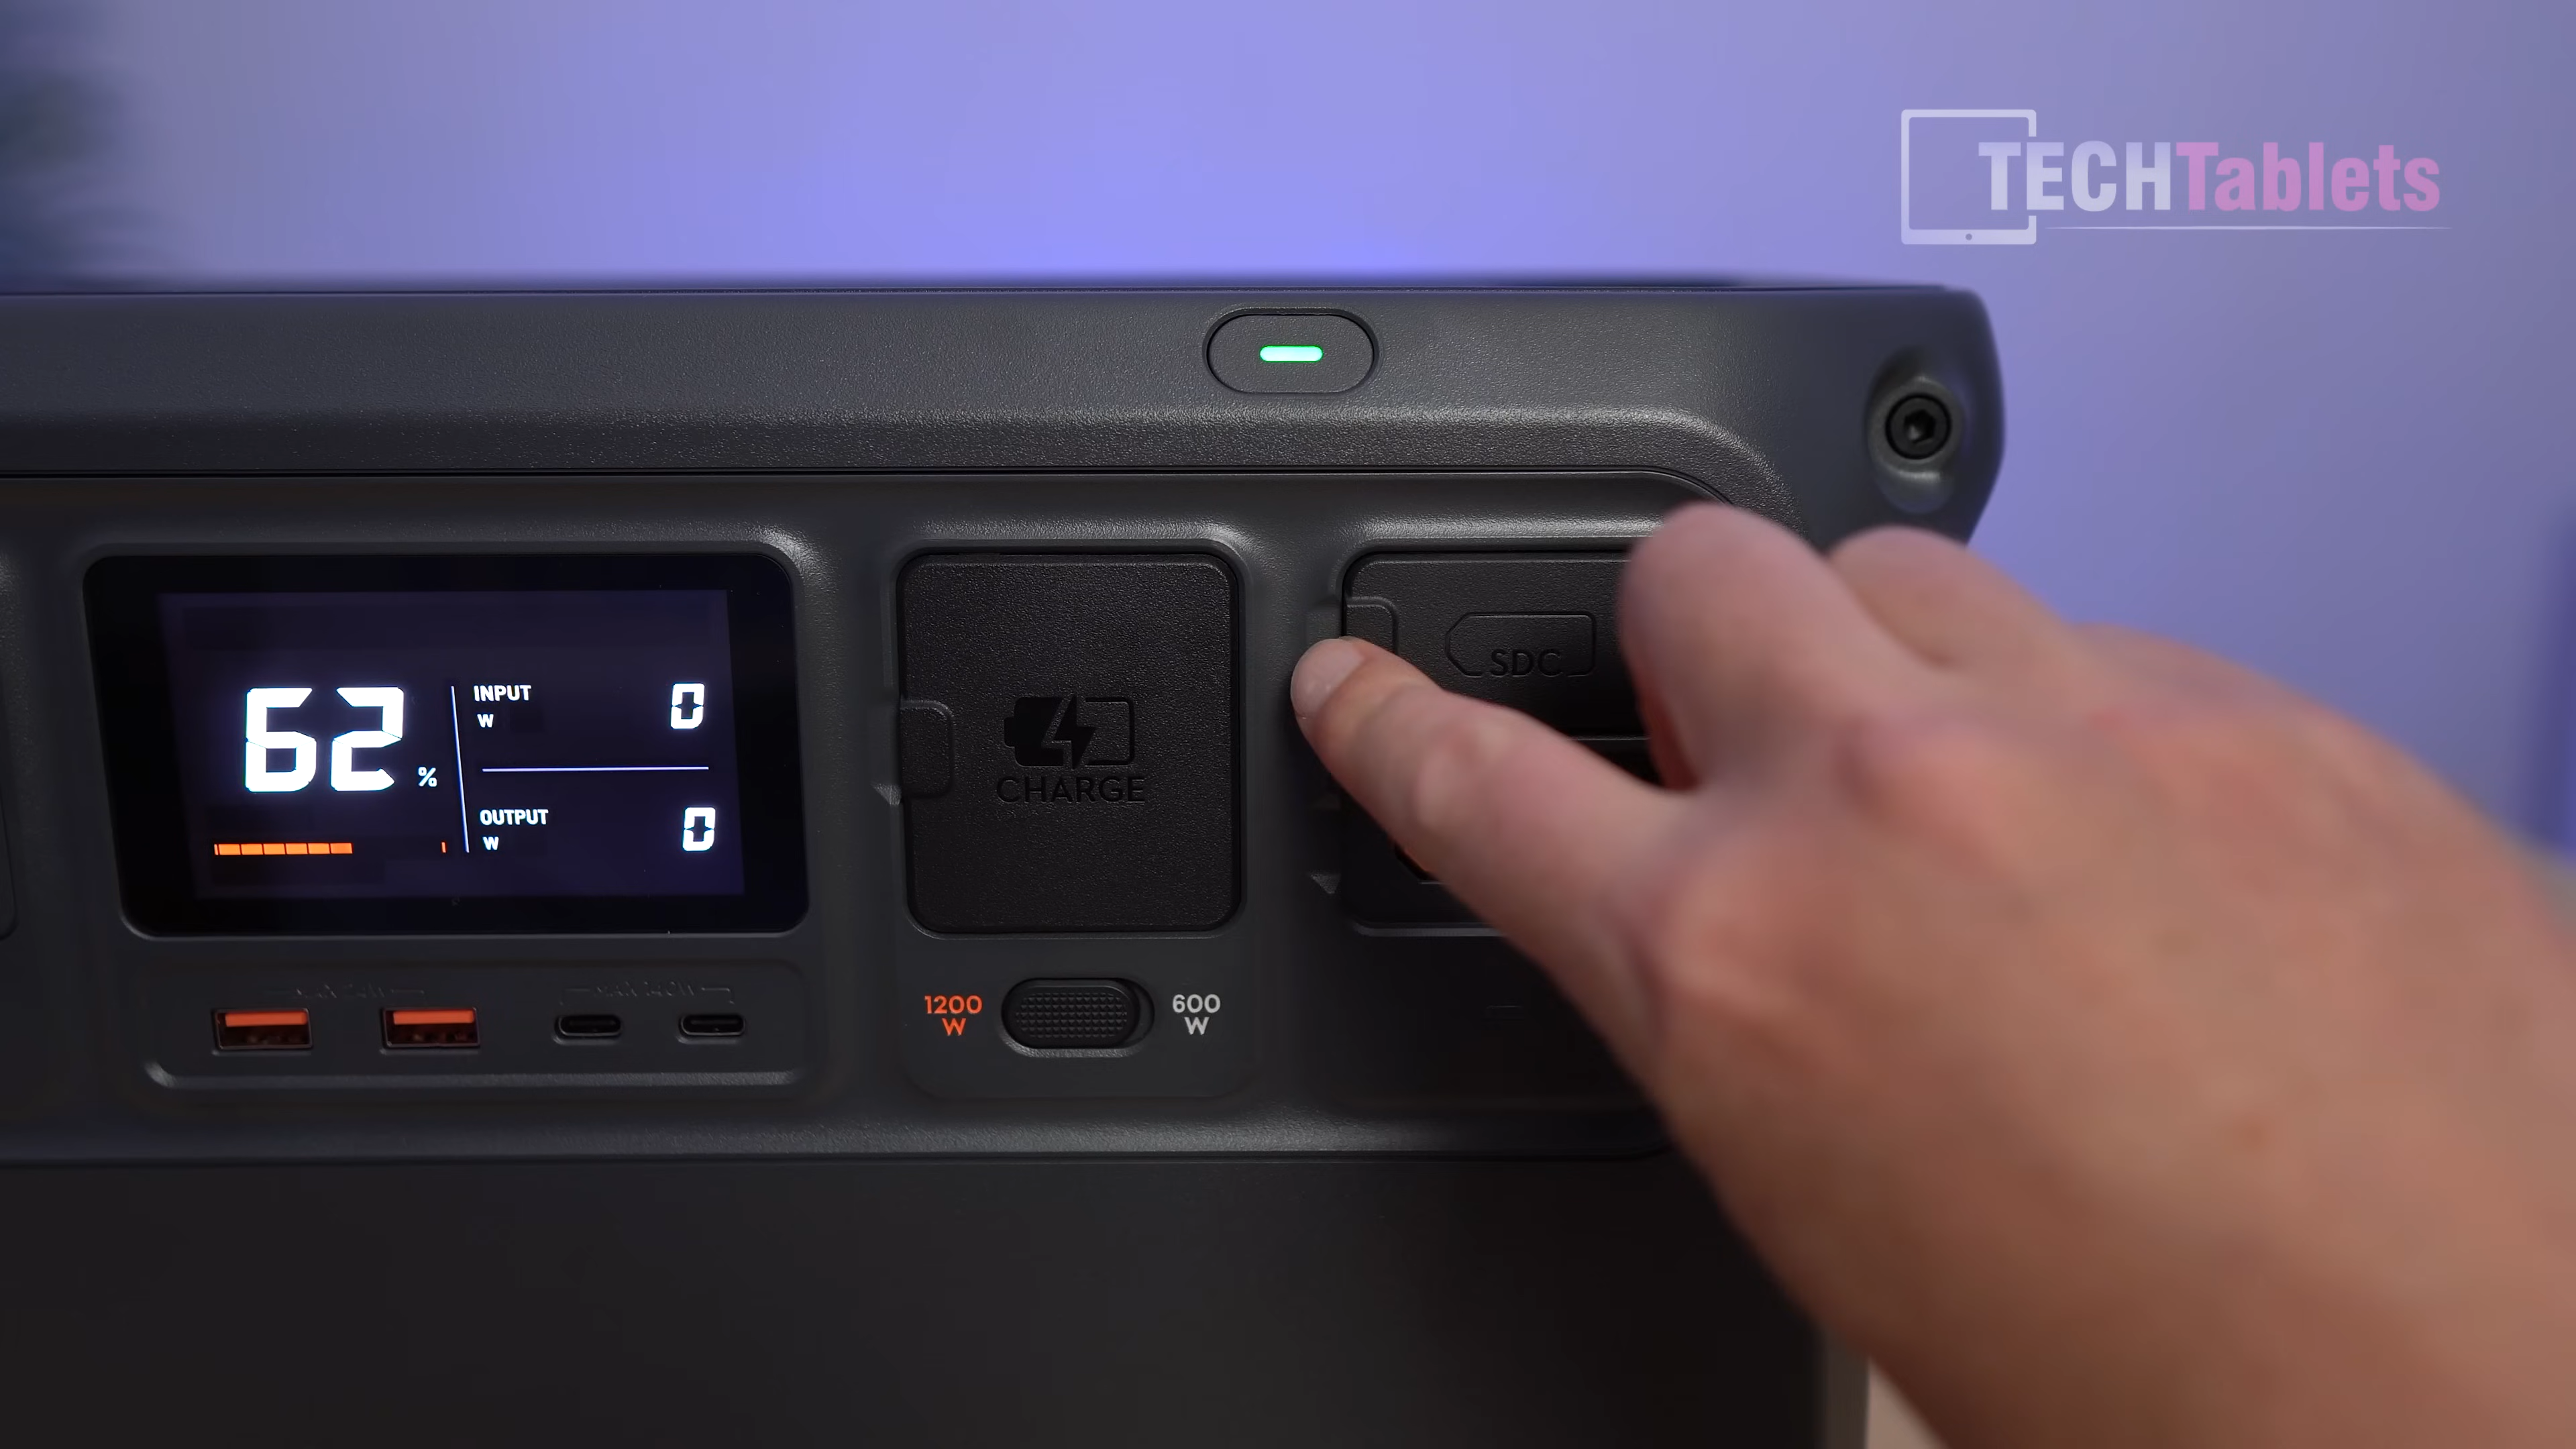 TECHTablets
SDC
62 %
INPUT
W
0
OUTPUT
W
0
CHARGE
1200
W
600
W